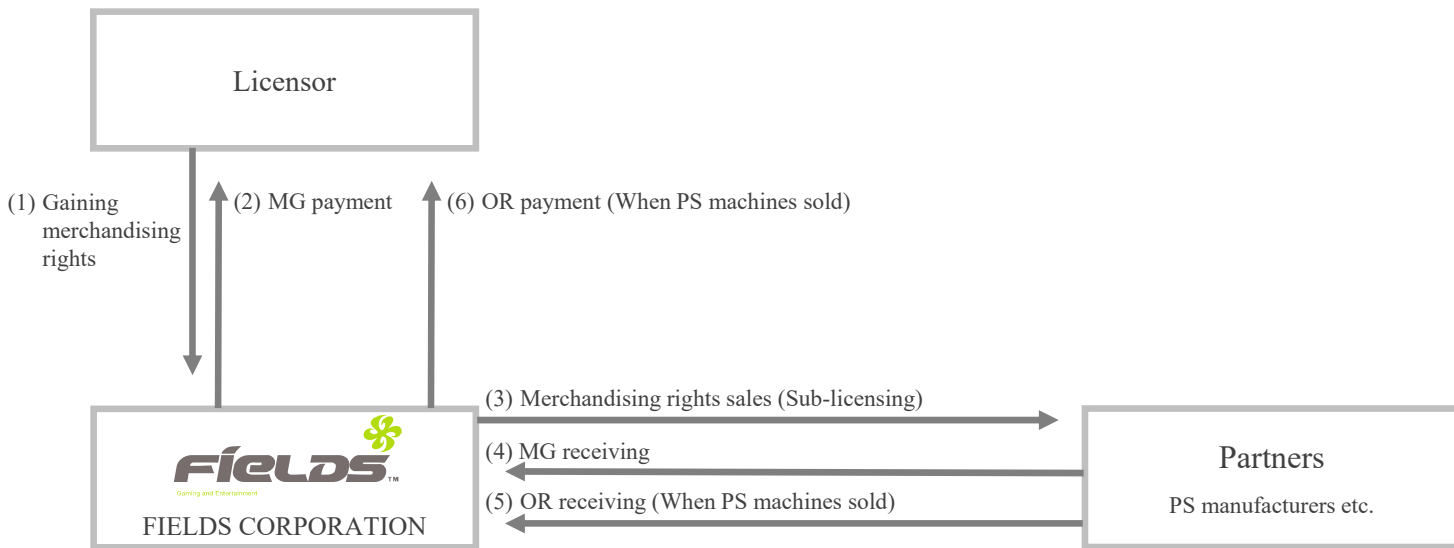 Licensor
(1) Gaining
merchandising
rights
(2) MG payment
(6) OR payment (When PS machines sold)
FIELDS™
Gaming and Entertainment
FIELDS CORPORATION
(3) Merchandising rights sales (Sub-licensing)
(4) MG receiving
(5) OR receiving (When PS machines sold)
Partners
PS manufacturers etc.